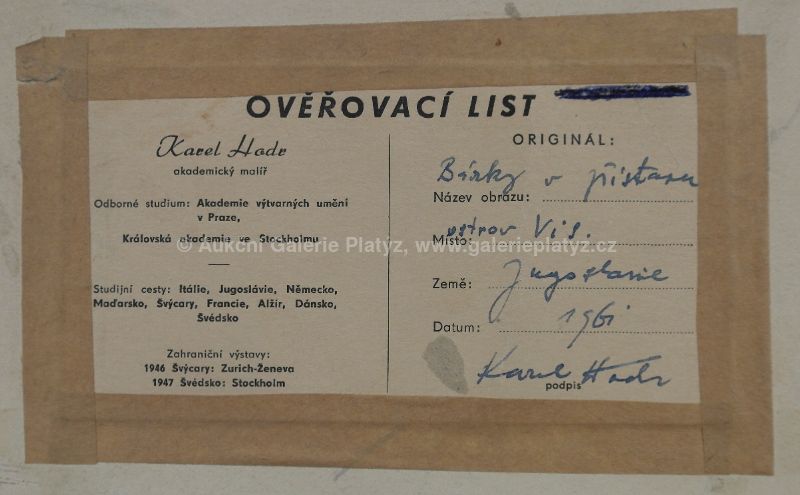 OVĚŘOVACÍ LIST
Karel Hodr
akademický malíř
Odborné studium: Akademie výtvarných umění
v Praze,
Královská akademie ve Stockholmu
Studijní cesty: Itálie, Jugoslávie, Německo,
Maďarsko, Švýcary, Francie, Alžír, Dánsko,
Švédsko
Zahraniční výstavy:
1946 Švýcary: Zurich-Ženeva
1947 Švédsko: Stockholm
ORIGINÁL:
Název obrazu: Bárky v přístavu
Místo: ostrov Vis.
Země: Jugoslavie
Datum: 1961
Karel Hodr
podpis
© Aukční Galerie Platýz, www.galerieplatyz.cz